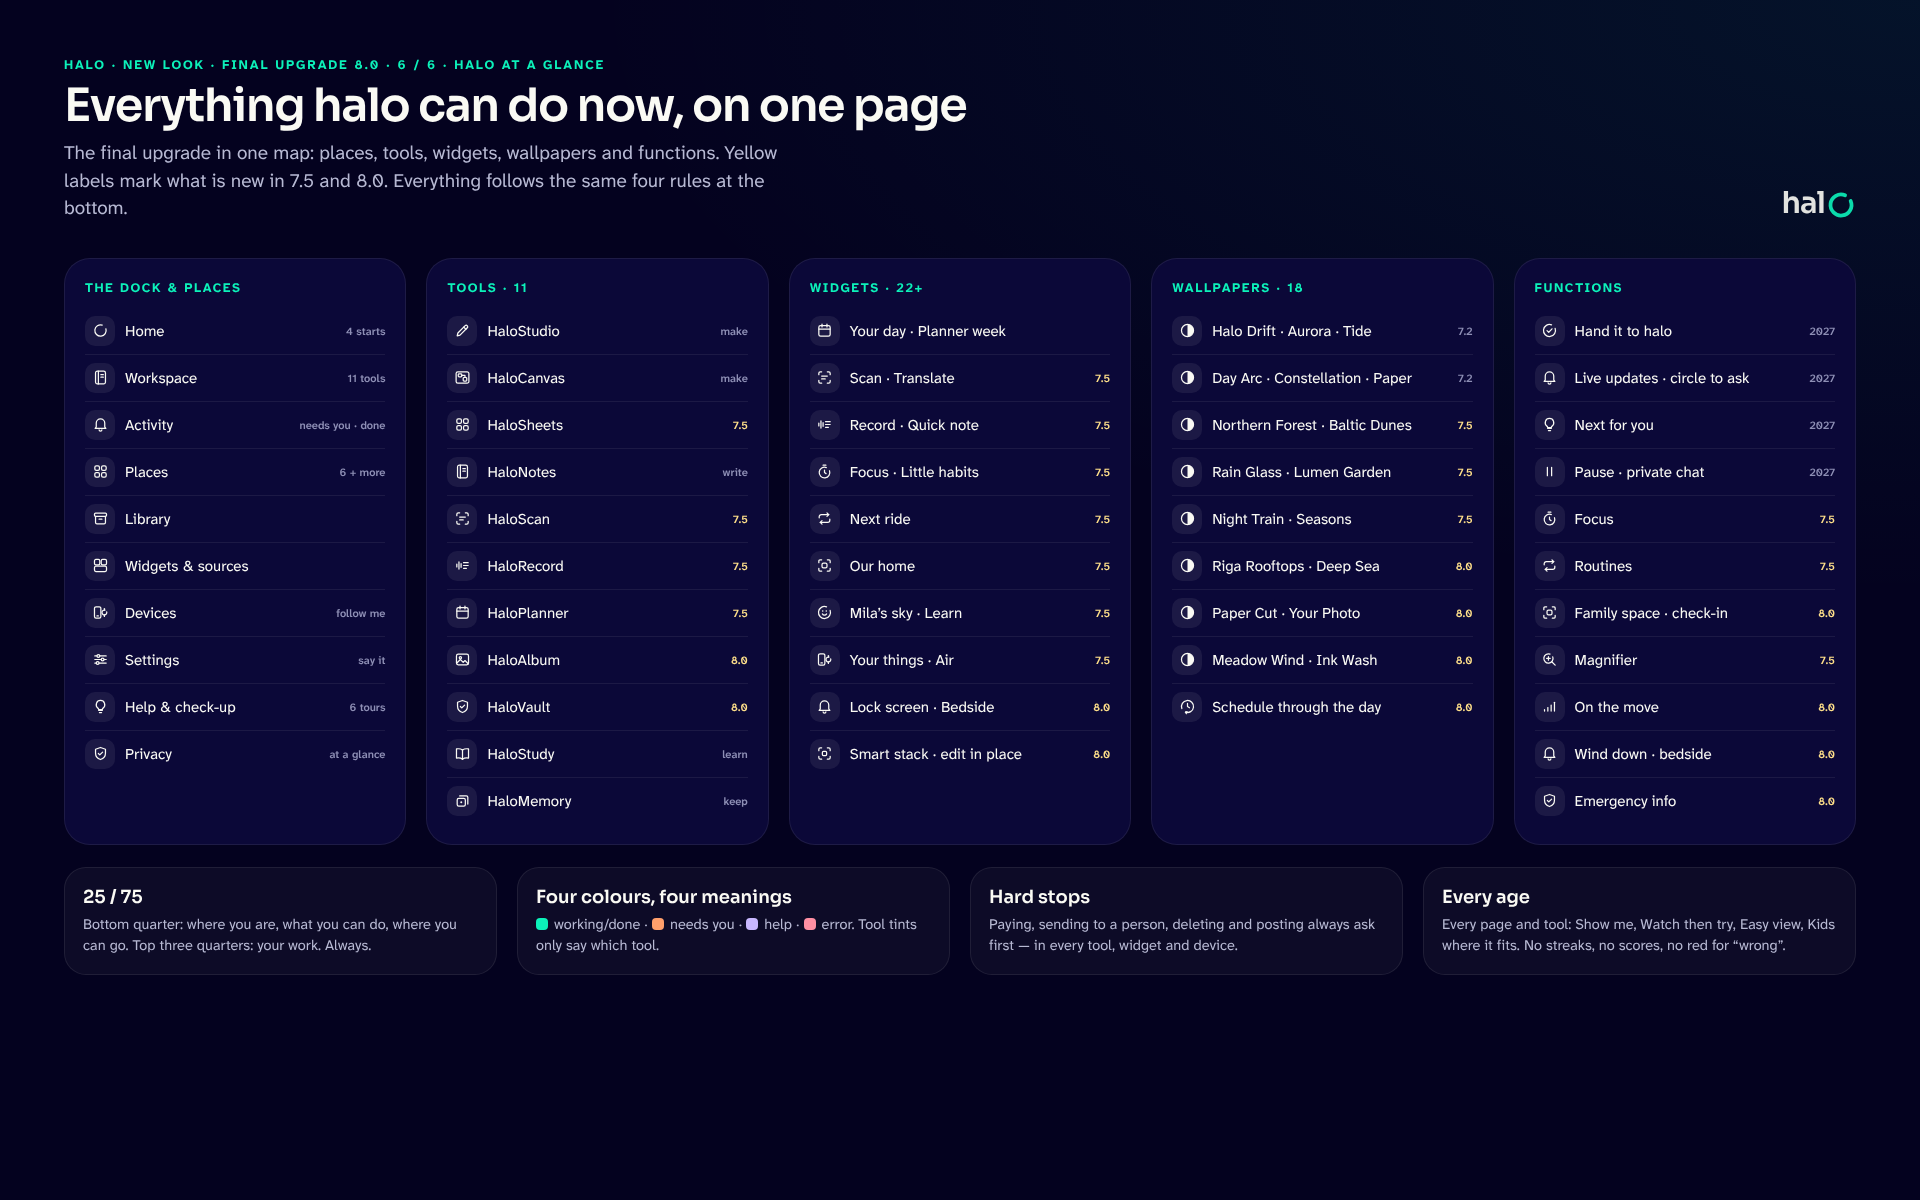 HALO · NEW LOOK · FINAL UPGRADE 8.0 · 6 / 6 · HALO AT A GLANCE
Everything halo can do now, on one page
The final upgrade in one map: places, tools, widgets, wallpapers and functions. Yellow
labels mark what is new in 7.5 and 8.0. Everything follows the same four rules at the
bottom.
halo
THE DOCK & PLACES
Home 4 starts
Workspace 11 tools
Activity needs you · done
Places 6 + more
Library
Widgets & sources
Devices follow me
Settings say it
Help & check-up 6 tours
Privacy at a glance
TOOLS · 11
HaloStudio make
HaloCanvas make
HaloSheets 7.5
HaloNotes write
HaloScan 7.5
HaloRecord 7.5
HaloPlanner 7.5
HaloAlbum 8.0
HaloVault 8.0
HaloStudy learn
HaloMemory keep
WIDGETS · 22+
Your day · Planner week
Scan · Translate 7.5
Record · Quick note 7.5
Focus · Little habits 7.5
Next ride 7.5
Our home 7.5
Mila's sky · Learn 7.5
Your things · Air 7.5
Lock screen · Bedside 8.0
Smart stack · edit in place 8.0
WALLPAPERS · 18
Halo Drift · Aurora · Tide 7.2
Day Arc · Constellation · Paper 7.2
Northern Forest · Baltic Dunes 7.5
Rain Glass · Lumen Garden 7.5
Night Train · Seasons 7.5
Riga Rooftops · Deep Sea 8.0
Paper Cut · Your Photo 8.0
Meadow Wind · Ink Wash 8.0
Schedule through the day 8.0
FUNCTIONS
Hand it to halo 2027
Live updates · circle to ask 2027
Next for you 2027
Pause · private chat 2027
Focus 7.5
Routines 7.5
Family space · check-in 8.0
Magnifier 7.5
On the move 8.0
Wind down · bedside 8.0
Emergency info 8.0
25 / 75
Bottom quarter: where you are, what you can do, where you
can go. Top three quarters: your work. Always.
Four colours, four meanings
working/done · needs you · help · error. Tool tints
only say which tool.
Hard stops
Paying, sending to a person, deleting and posting always ask
first — in every tool, widget and device.
Every age
Every page and tool: Show me, Watch then try, Easy view, Kids
where it fits. No streaks, no scores, no red for “wrong”.